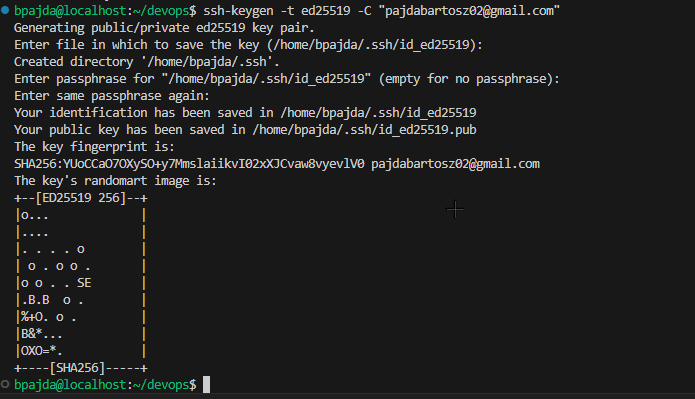 bpajda@localhost:~/devops$ ssh-keygen -t ed25519 -C "pajdabartosz02@gmail.com"
Generating public/private ed25519 key pair.
Enter file in which to save the key (/home/bpajda/.ssh/id_ed25519):
Created directory '/home/bpajda/.ssh'.
Enter passphrase for "/home/bpajda/.ssh/id_ed25519" (empty for no passphrase):
Enter same passphrase again:
Your identification has been saved in /home/bpajda/.ssh/id_ed25519
Your public key has been saved in /home/bpajda/.ssh/id_ed25519.pub
The key fingerprint is:
SHA256:YUoCCaO7OXySO+y7MmslaiikvI02xXJCvaw8vyevlV0 pajdabartosz02@gmail.com
The key's randomart image is:
+--[ED25519 256]--+
|o...             |
|....             |
|. . . . o        |
| o . o o .       |
|o o . . SE       |
|.B.B  o .        |
|%+O. o .         |
|B&*...           |
|OXO=*.           |
+----[SHA256]-----+
bpajda@localhost:~/devops$